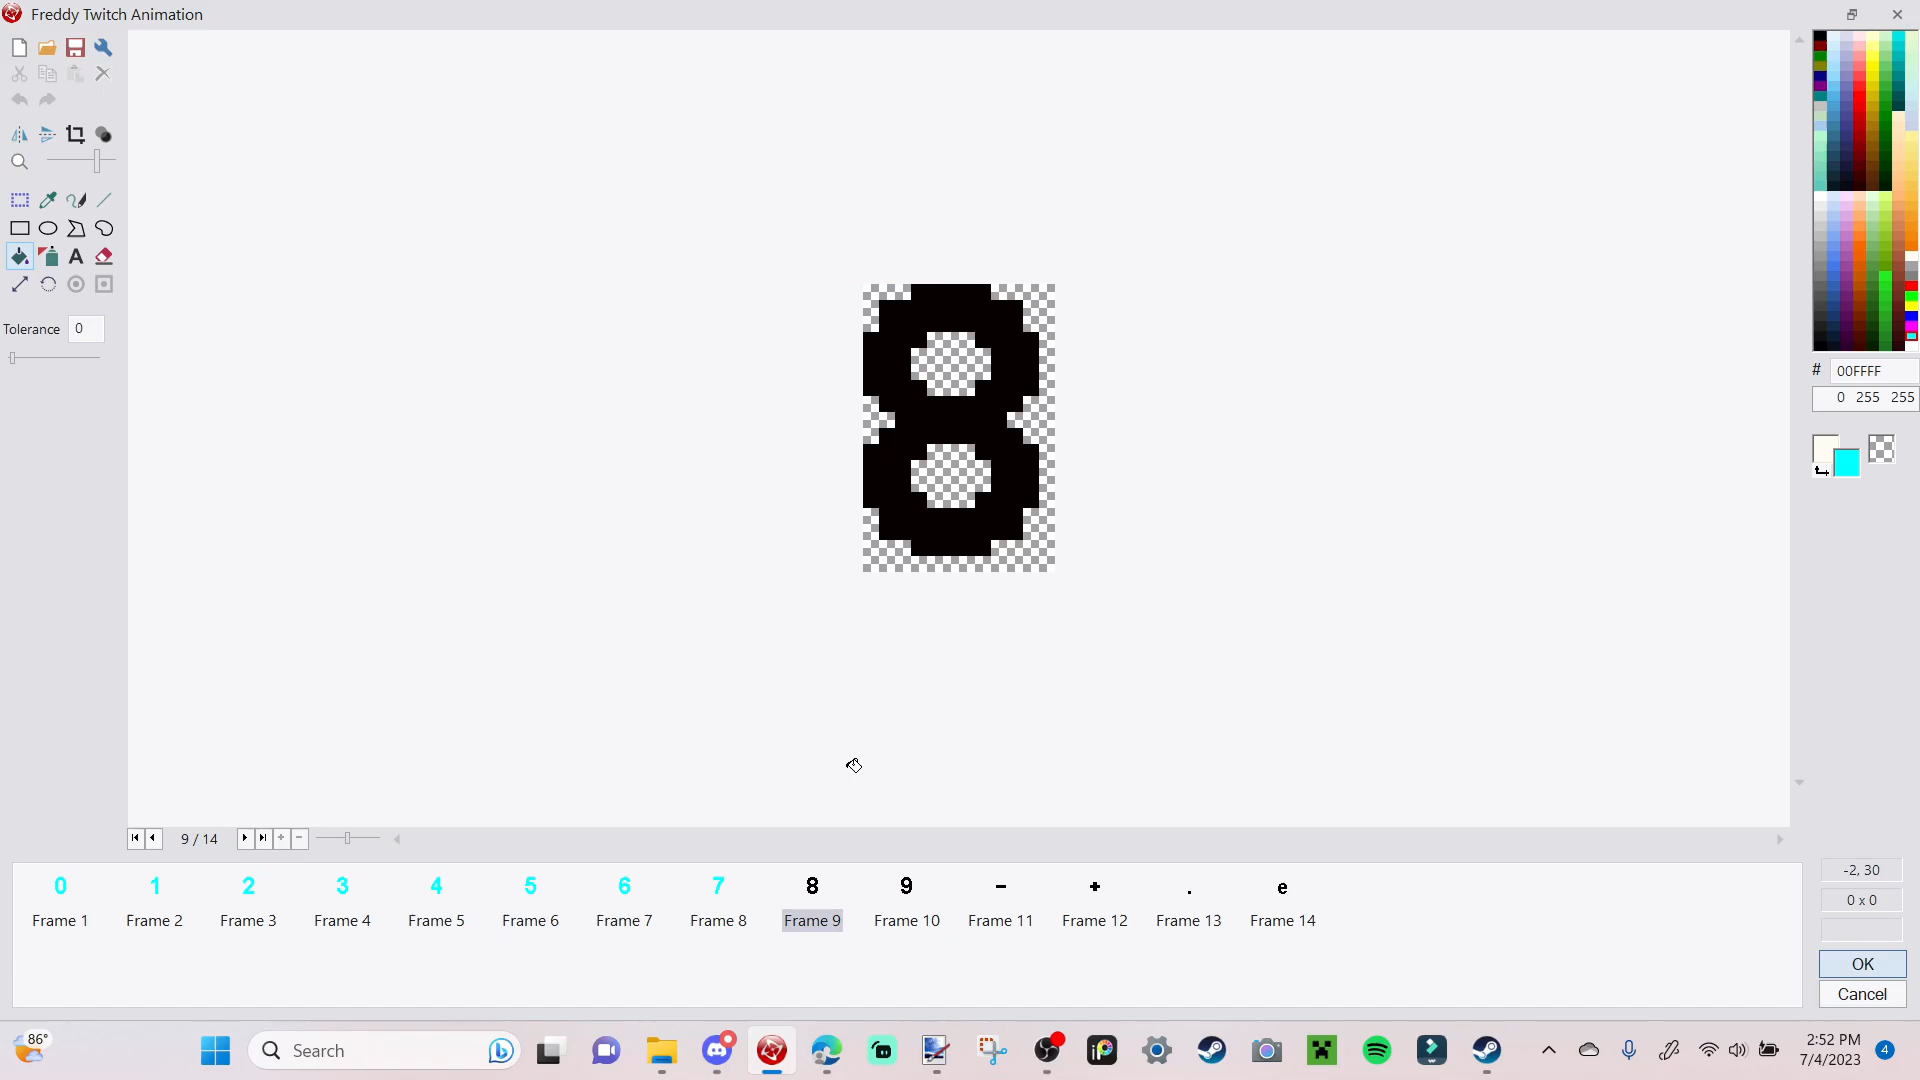 Freddy Twitch Animation
Tolerance 0
# 00FFFF
0 255 255
8
9 / 14
0 1 2 3 4 5 6 7 8 9 - + . e
Frame 1 Frame 2 Frame 3 Frame 4 Frame 5 Frame 6 Frame 7 Frame 8 Frame 9 Frame 10 Frame 11 Frame 12 Frame 13 Frame 14
-2, 30
0 x 0
OK
Cancel
86°
Search
2:52 PM
7/4/2023
4